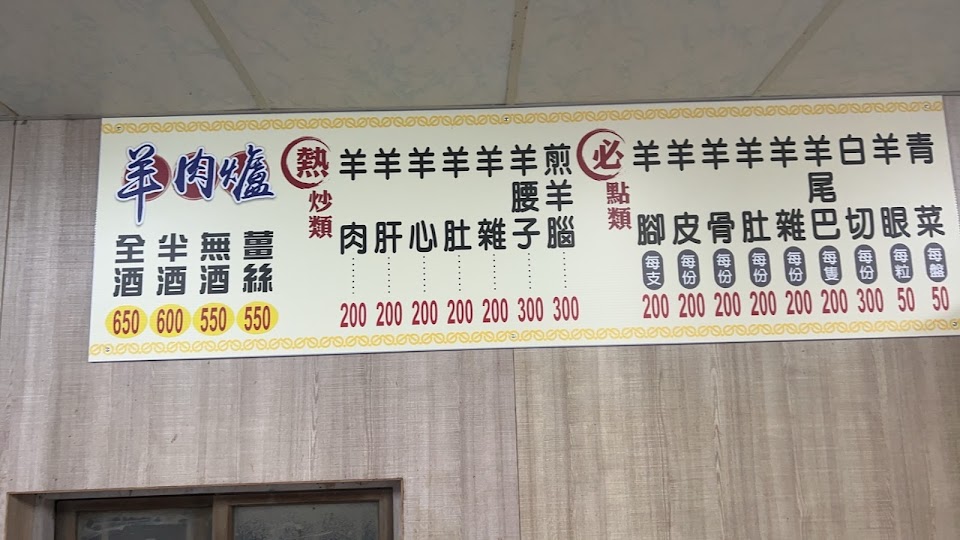 羊肉爐
全酒 650
半酒 600
無酒 550
薑絲 550
熱炒類
羊肉 200
羊肝 200
羊心 200
羊肚 200
羊雜 200
羊腰子 300
煎羊腦 300
必點類
羊腳 每支 200
羊皮 每份 200
羊骨 每份 200
羊肚 每份 200
羊雜 每份 200
羊尾巴 每隻 200
白切 每份 300
羊眼 每粒 50
青菜 每盤 50